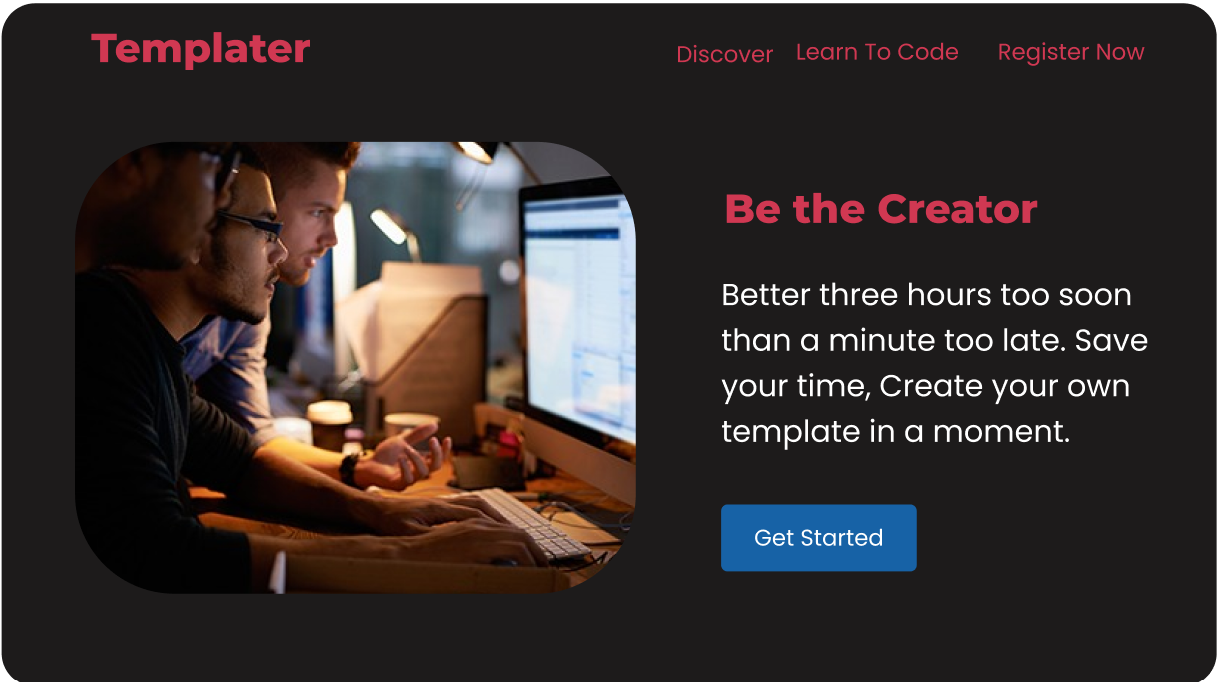 Templater
Discover Learn To Code Register Now
Be the Creator
Better three hours too soon
than a minute too late. Save
your time, Create your own
template in a moment.
Get Started